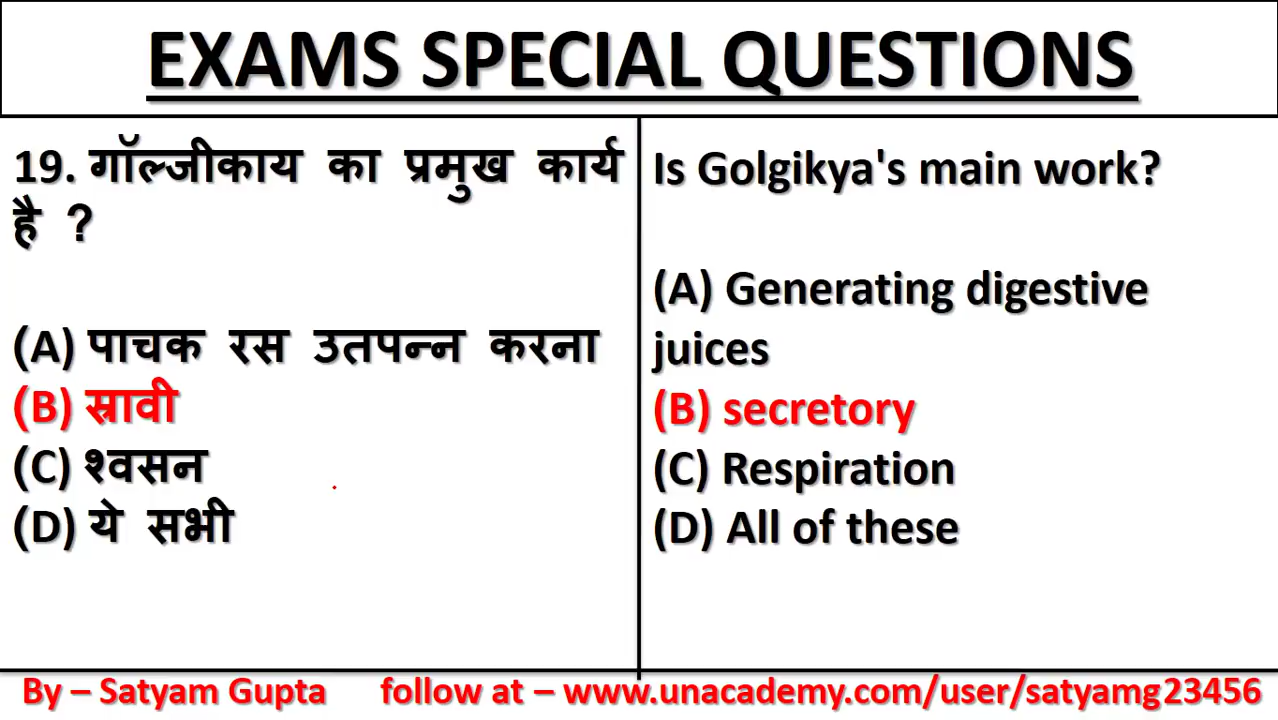 EXAMS SPECIAL QUESTIONS
19. गॉल्जीकाय का प्रमुख कार्य
है ?
(A) पाचक रस उतपन्न करना
(B) स्रावी
(C) श्वसन
(D) ये सभी
Is Golgikya's main work?
(A) Generating digestive
juices
(B) secretory
(C) Respiration
(D) All of these
By – Satyam Gupta follow at – www.unacademy.com/user/satyamg23456